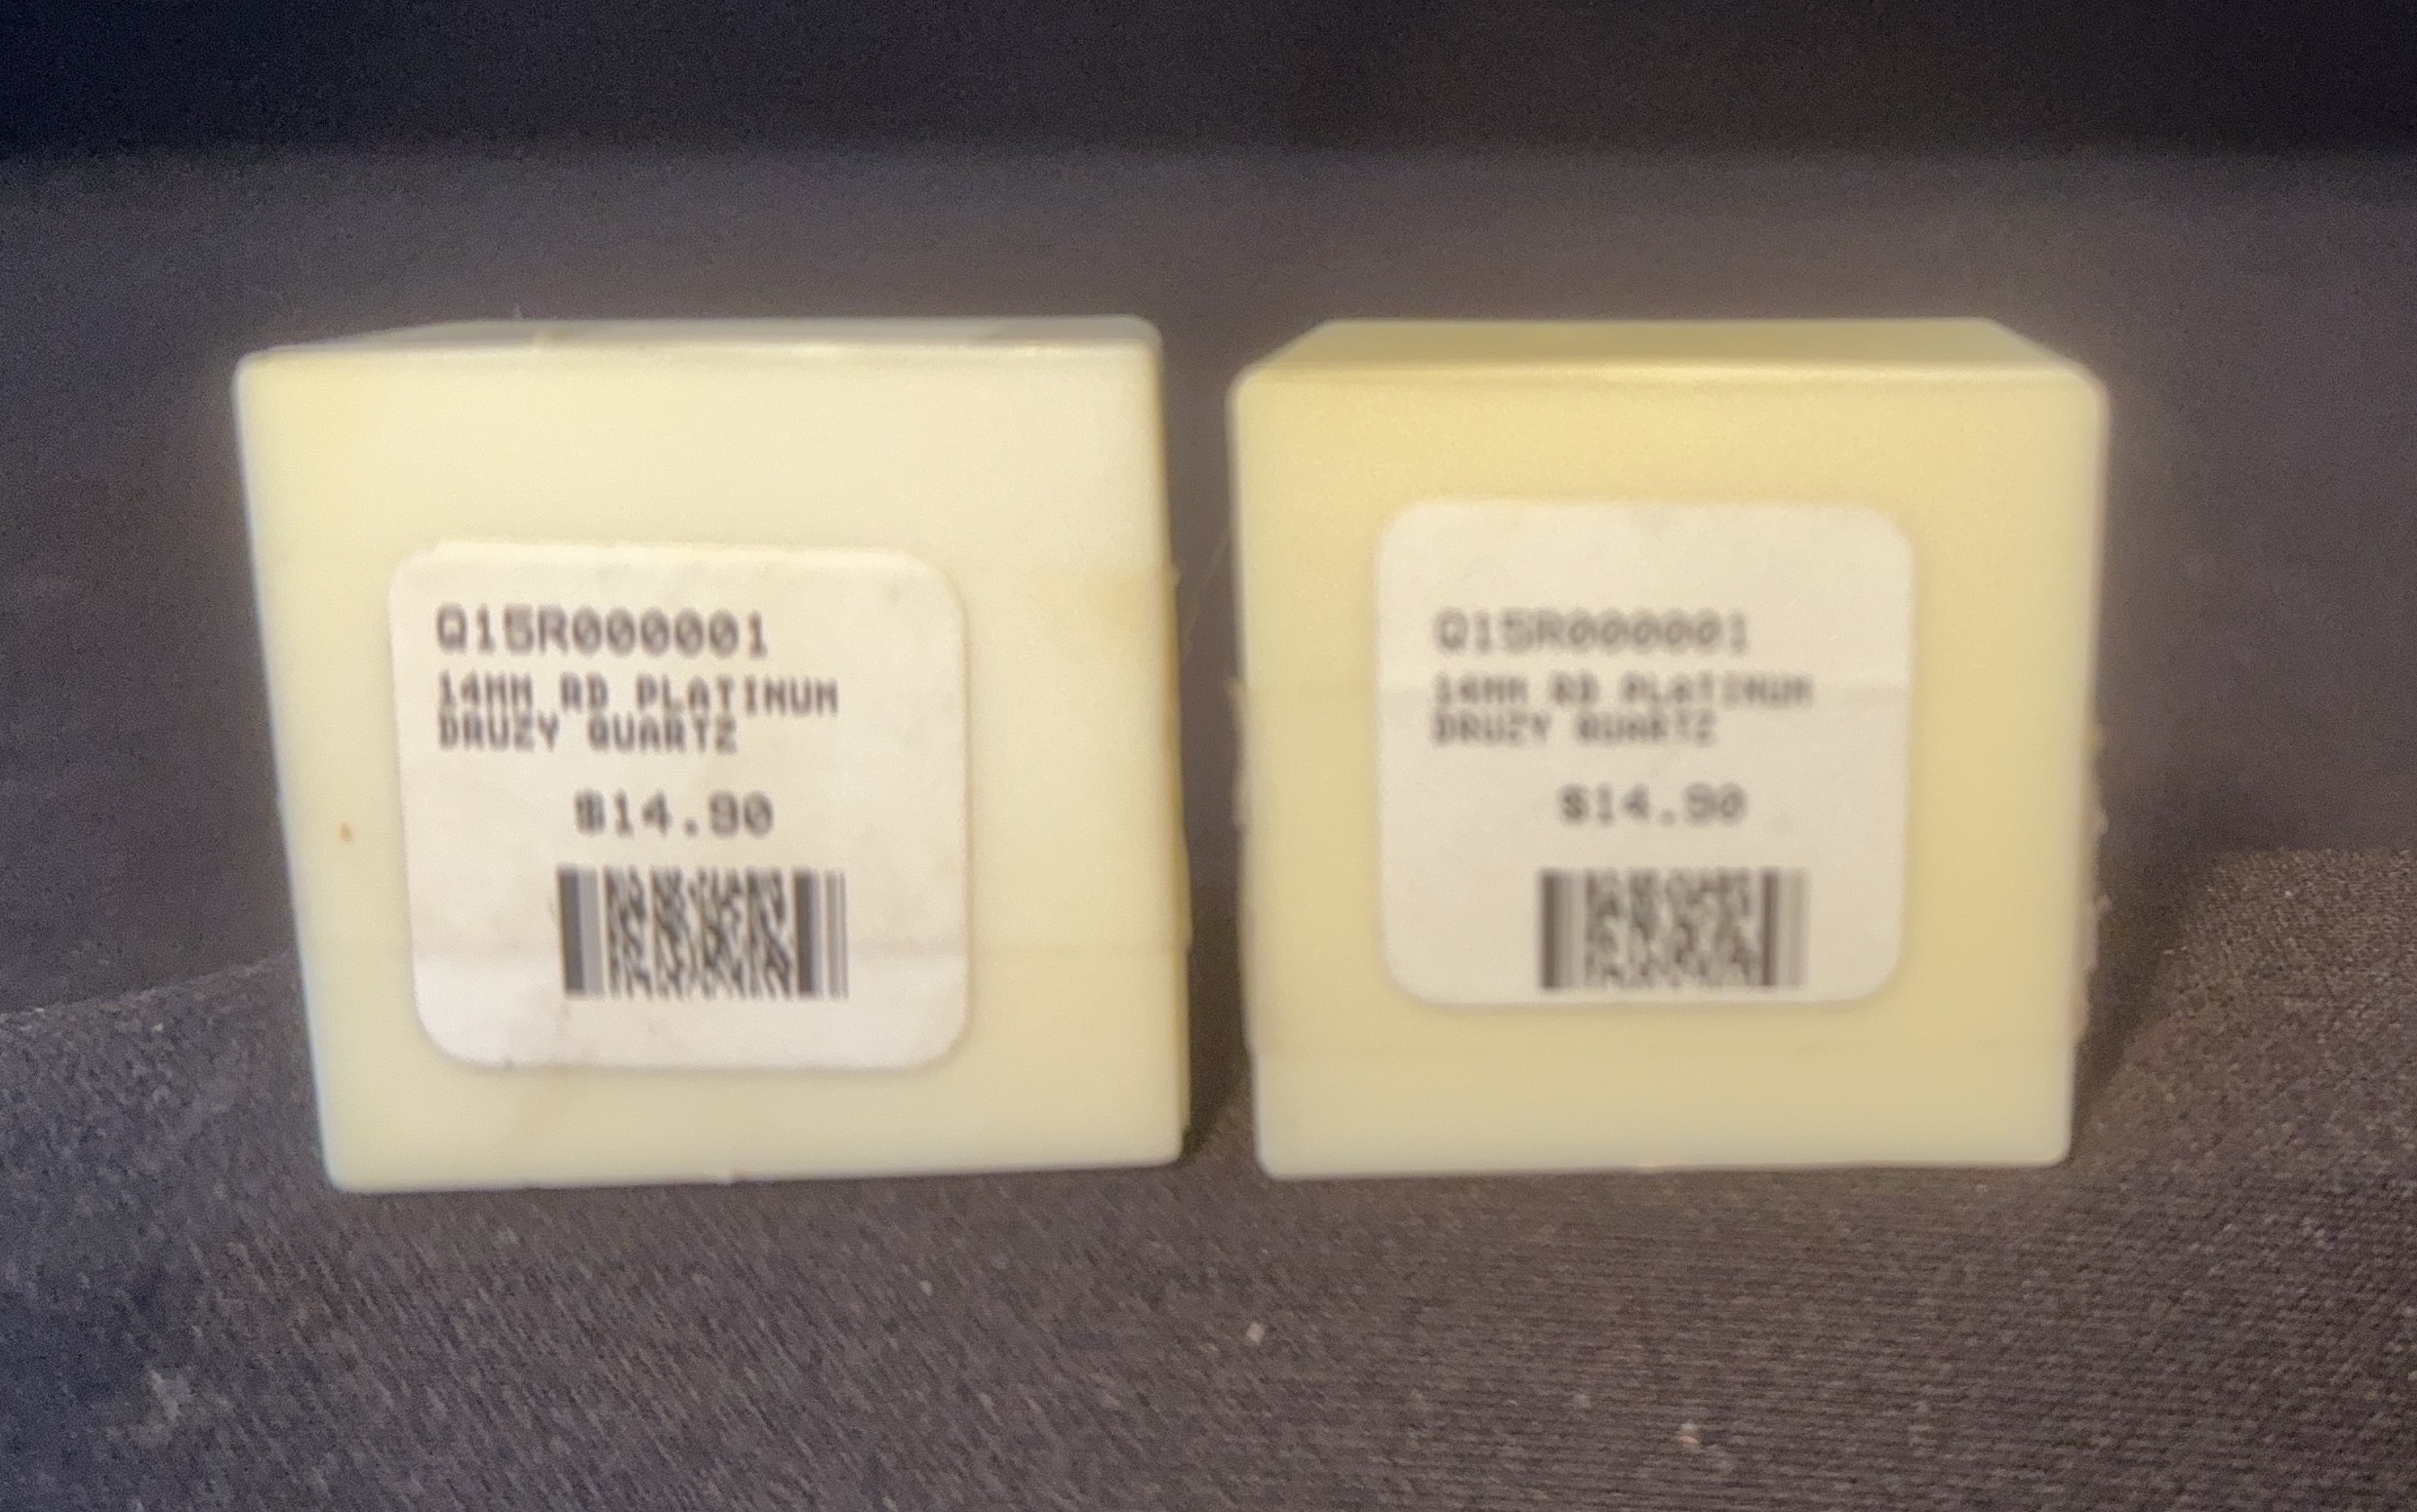 Q15R000001
14MM RD PLATINUM
DRUZY QUARTZ
$14.90
Q15R000001
14MM RD PLATINUM
DRUZY QUARTZ
$14.90